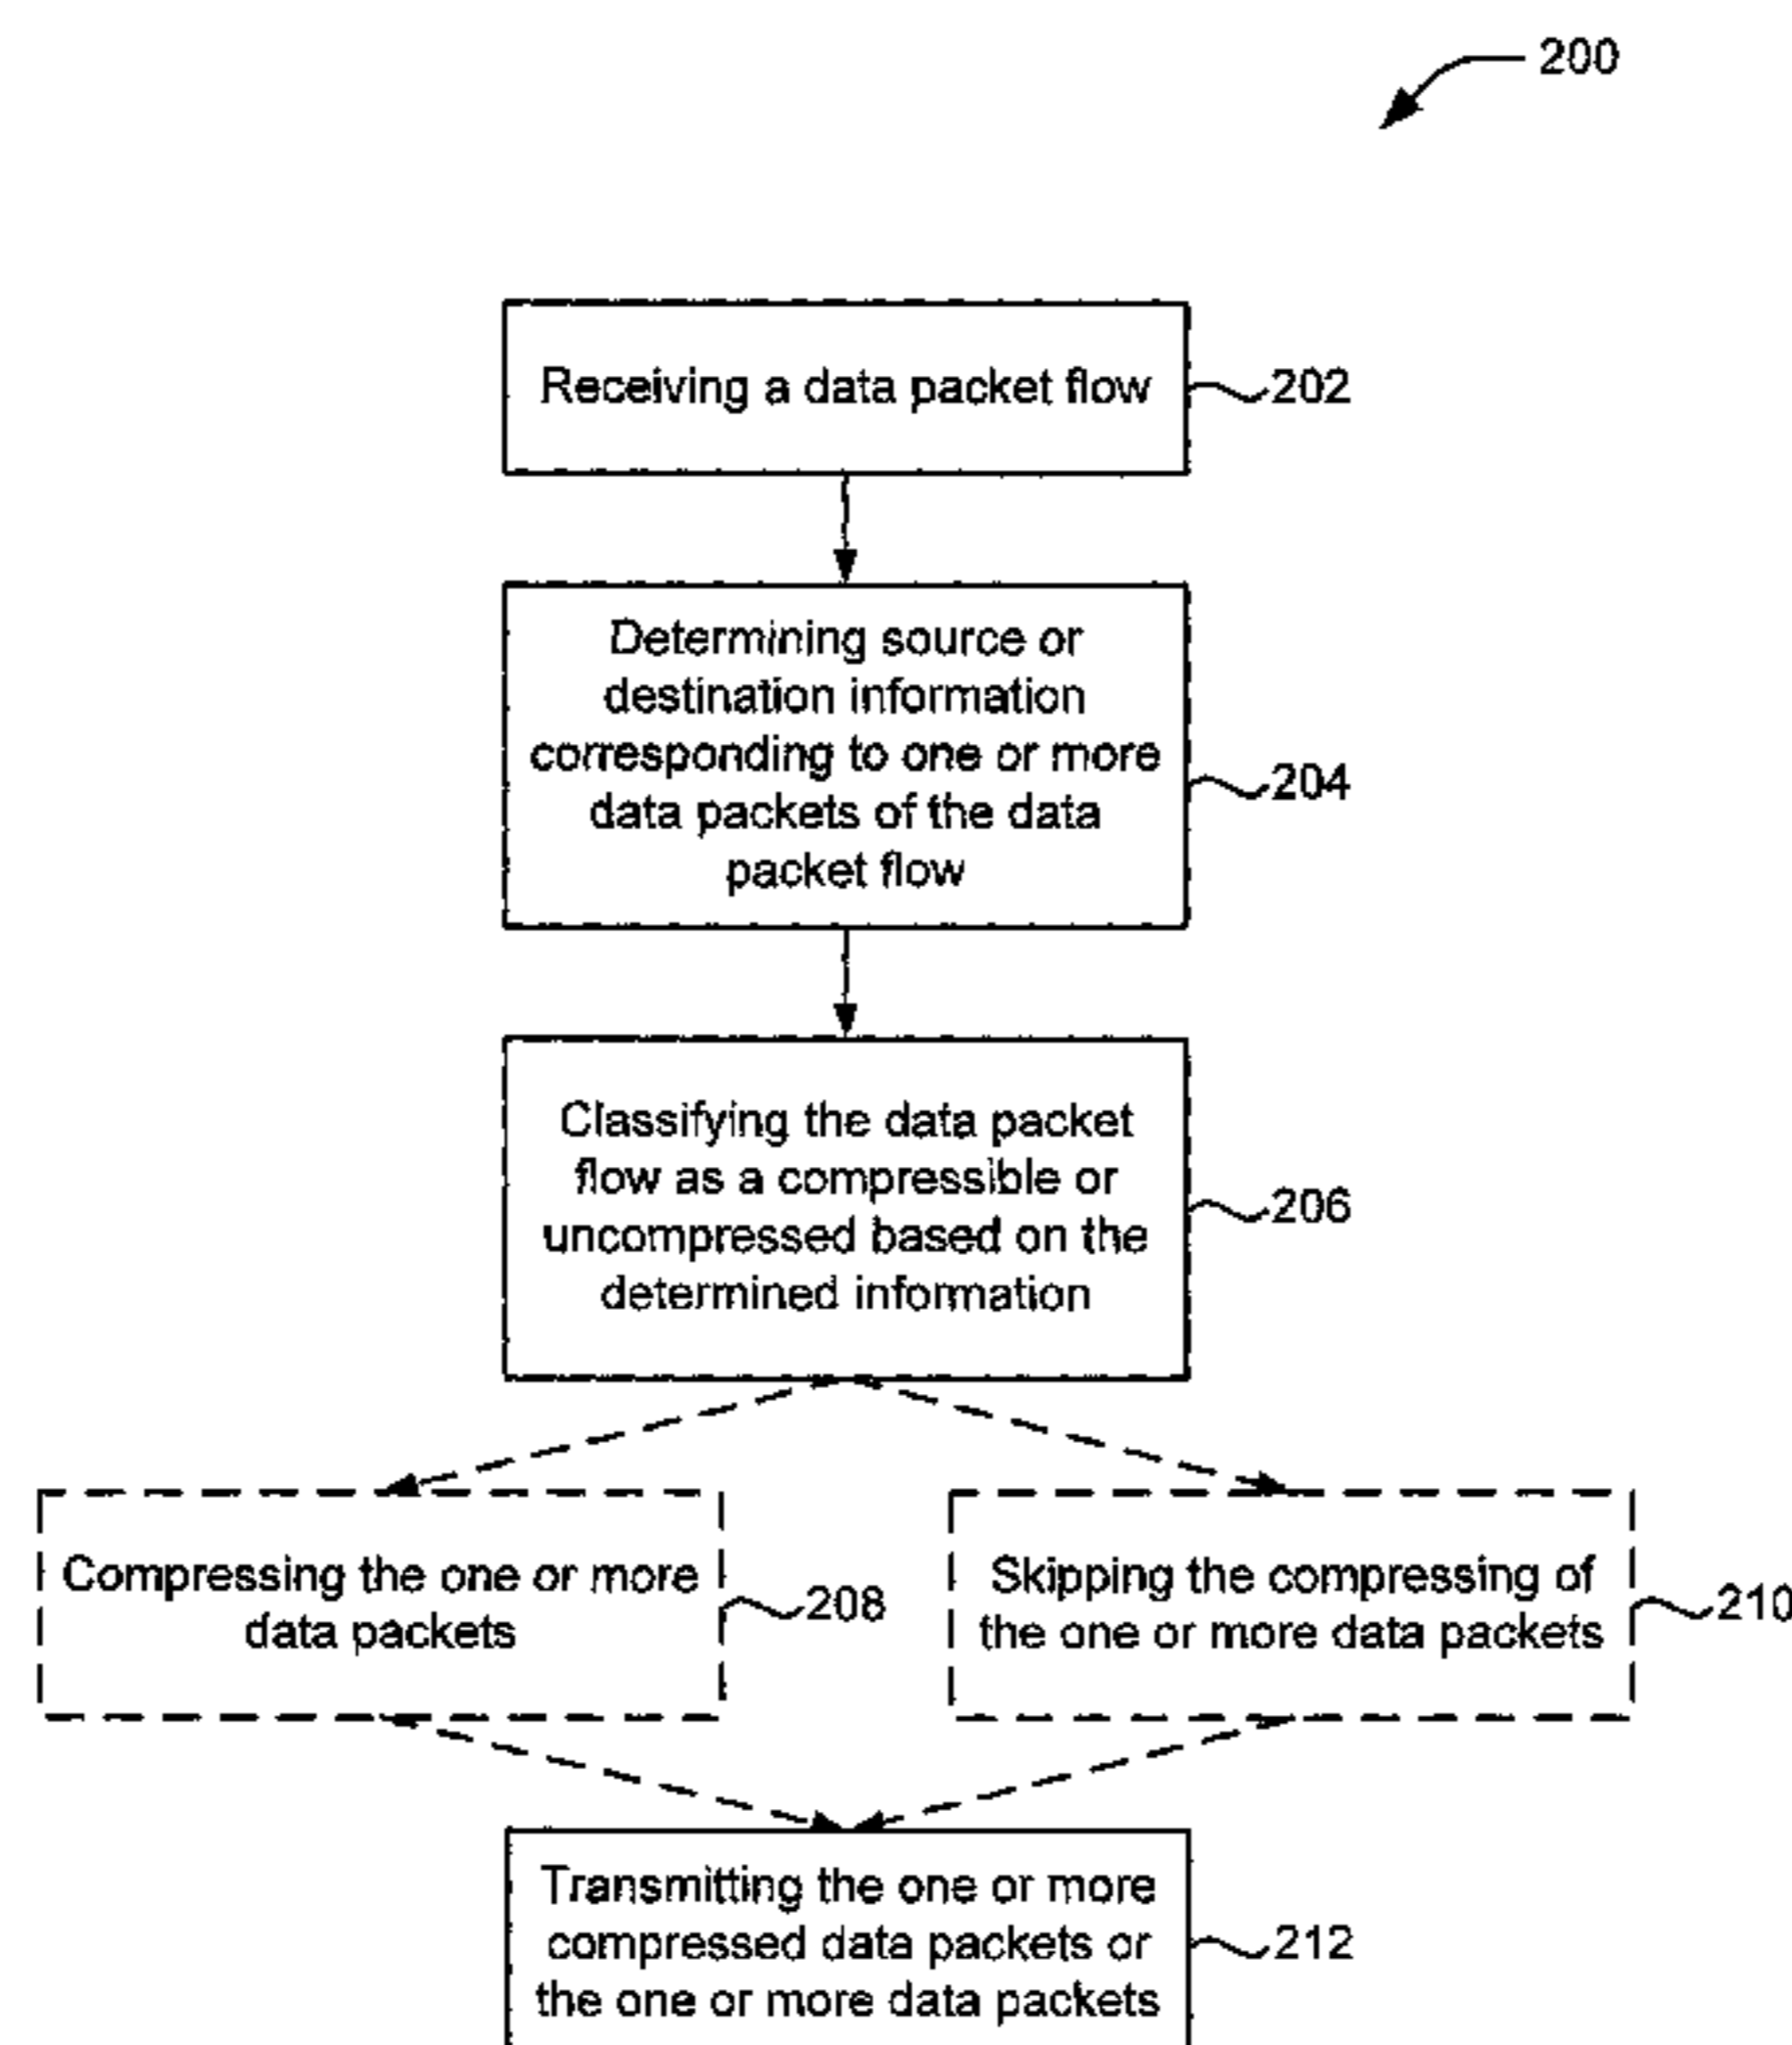 200
Receiving a data packet flow
202
Determining source or
destination information
corresponding to one or more
data packets of the data
packet flow
204
Classifying the data packet
flow as a compressible or
uncompressed based on the
determined information
206
Compressing the one or more
data packets
208
Skipping the compressing of
the one or more data packets
210
Transmitting the one or more
compressed data packets or
the one or more data packets
212